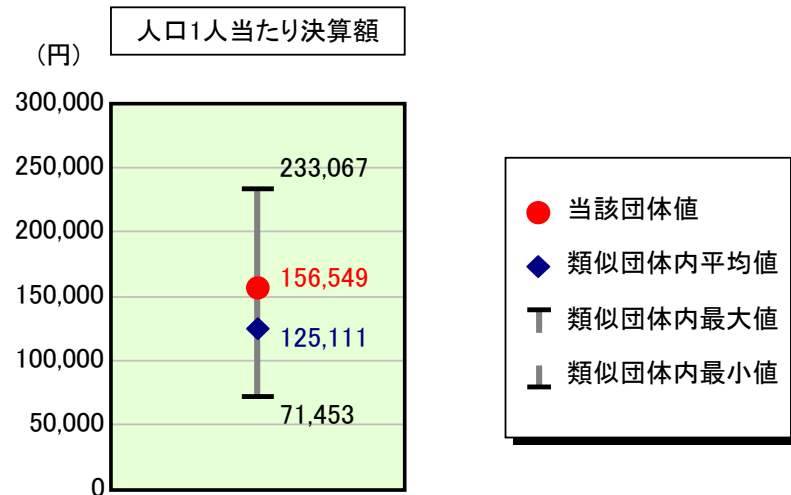 人口1人当たり決算額
(円)
300,000
250,000
200,000
150,000
100,000
50,000
0
233,067
156,549
125,111
71,453
当該団体値
類似団体内平均値
類似団体内最大値
類似団体内最小値